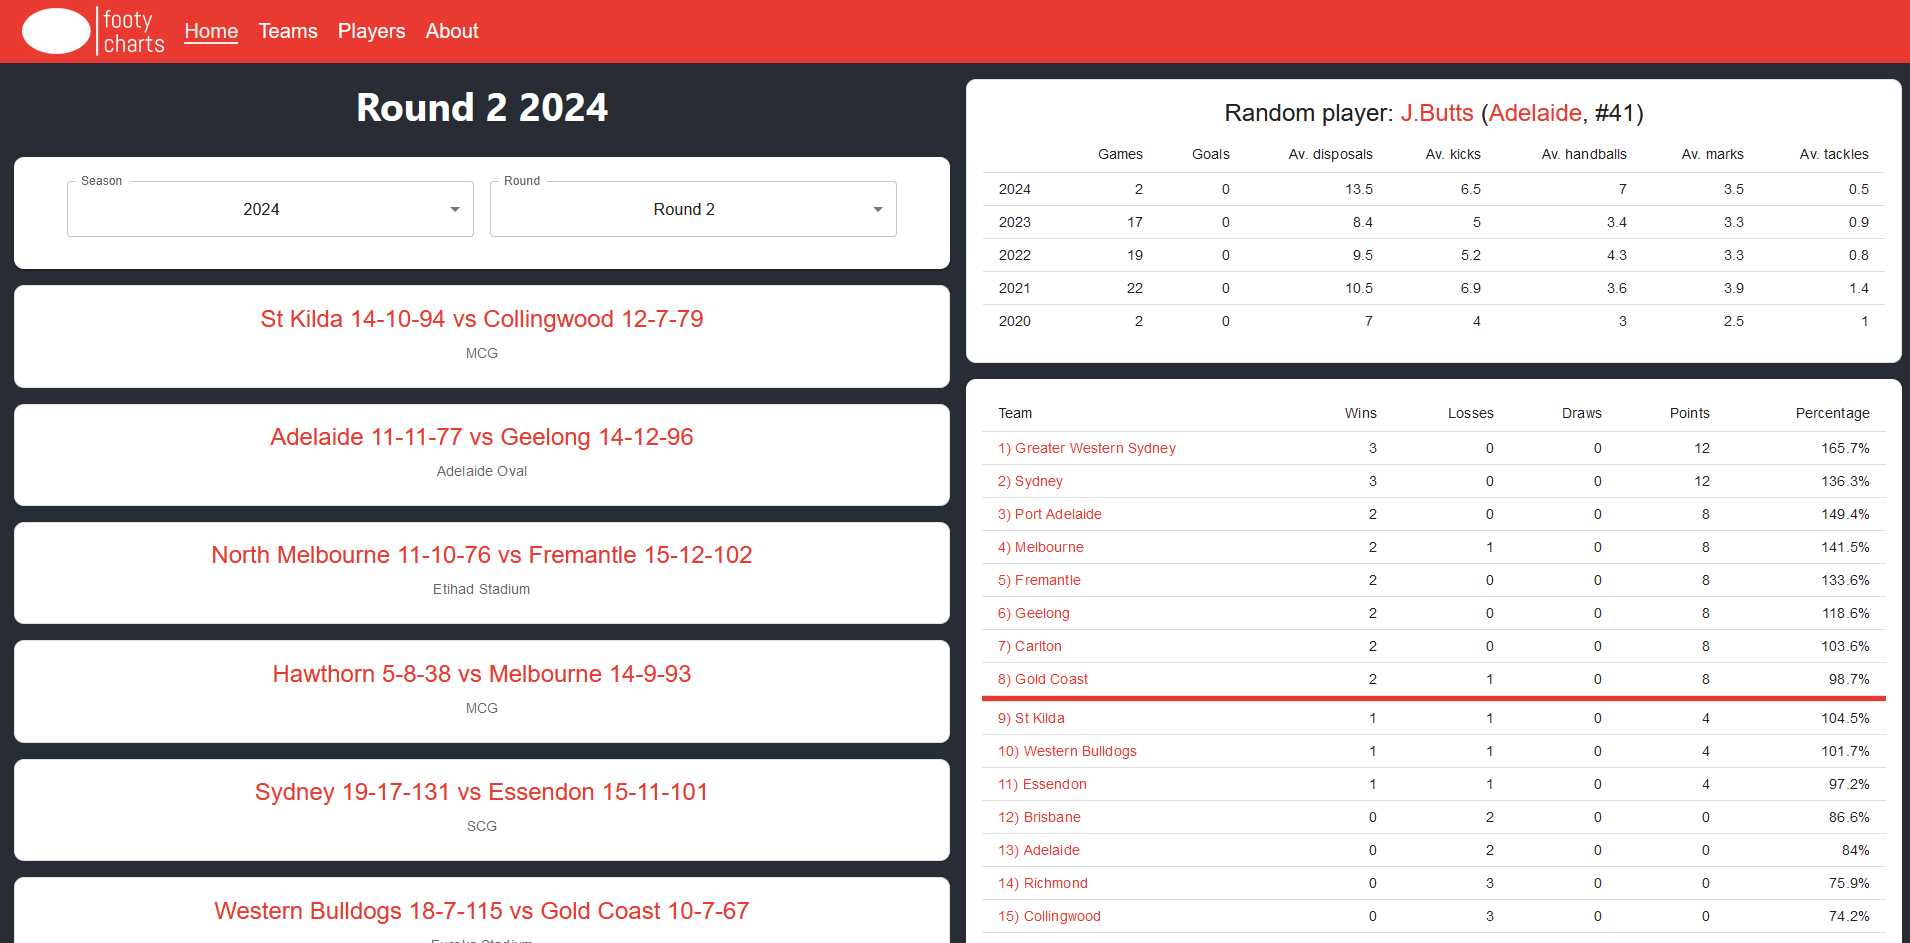 footy
charts
Home Teams Players About
Round 2 2024
Season
2024
Round
Round 2
St Kilda 14-10-94 vs Collingwood 12-7-79
MCG
Adelaide 11-11-77 vs Geelong 14-12-96
Adelaide Oval
North Melbourne 11-10-76 vs Fremantle 15-12-102
Etihad Stadium
Hawthorn 5-8-38 vs Melbourne 14-9-93
MCG
Sydney 19-17-131 vs Essendon 15-11-101
SCG
Western Bulldogs 18-7-115 vs Gold Coast 10-7-67
Random player: J.Butts (Adelaide, #41)
Games Goals Av. disposals Av. kicks Av. handballs Av. marks Av. tackles
2024 2 0 13.5 6.5 7 3.5 0.5
2023 17 0 8.4 5 3.4 3.3 0.9
2022 19 0 9.5 5.2 4.3 3.3 0.8
2021 22 0 10.5 6.9 3.6 3.9 1.4
2020 2 0 7 4 3 2.5 1
Team Wins Losses Draws Points Percentage
1) Greater Western Sydney 3 0 0 12 165.7%
2) Sydney 3 0 0 12 136.3%
3) Port Adelaide 2 0 0 8 149.4%
4) Melbourne 2 1 0 8 141.5%
5) Fremantle 2 0 0 8 133.6%
6) Geelong 2 0 0 8 118.6%
7) Carlton 2 0 0 8 103.6%
8) Gold Coast 2 1 0 8 98.7%
9) St Kilda 1 1 0 4 104.5%
10) Western Bulldogs 1 1 0 4 101.7%
11) Essendon 1 1 0 4 97.2%
12) Brisbane 0 2 0 0 86.6%
13) Adelaide 0 2 0 0 84%
14) Richmond 0 3 0 0 75.9%
15) Collingwood 0 3 0 0 74.2%